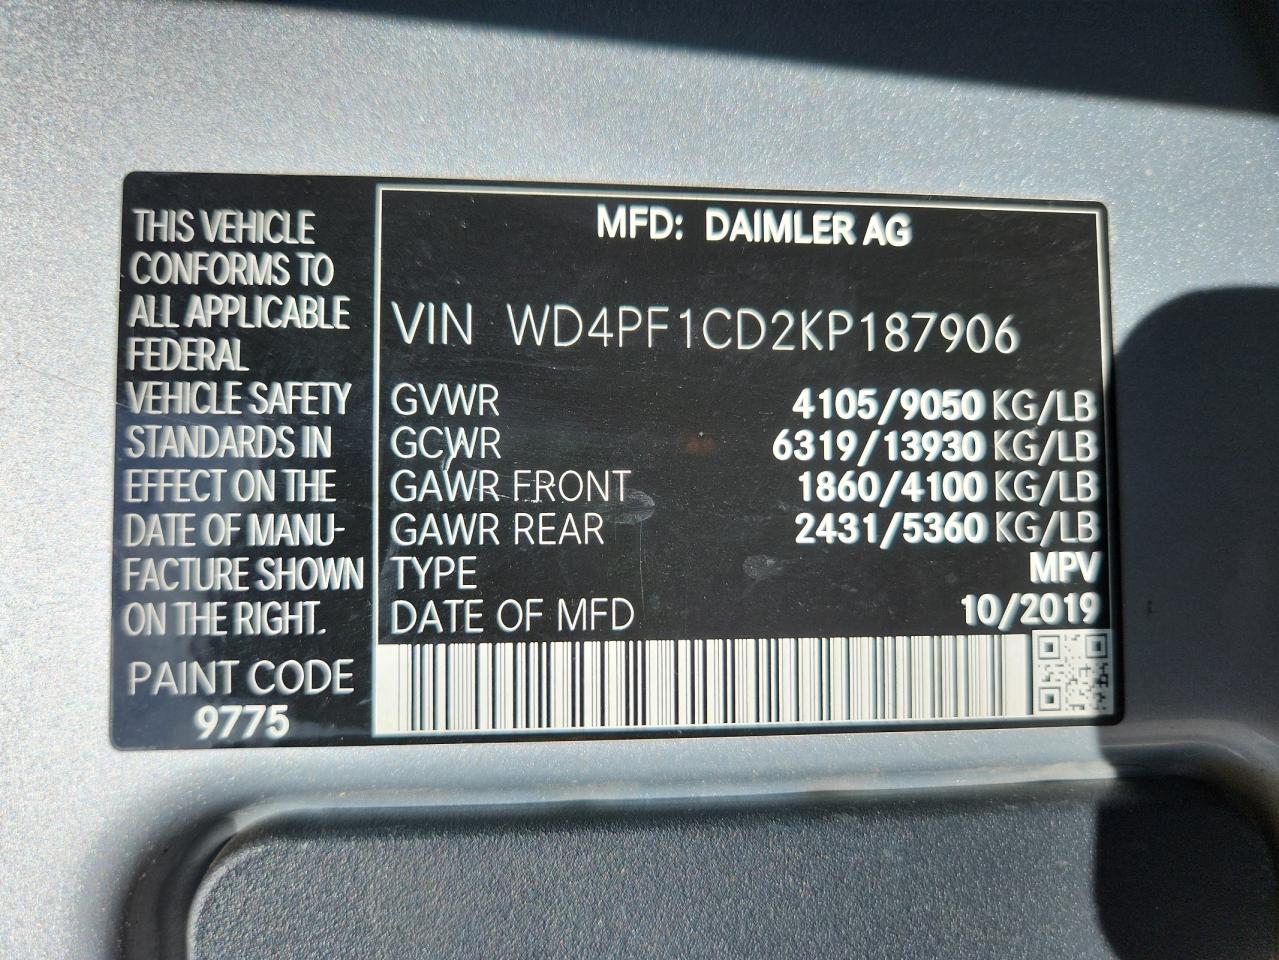 THIS VEHICLE
CONFORMS TO
ALL APPLICABLE
FEDERAL
VEHICLE SAFETY
STANDARDS IN
EFFECT ON THE
DATE OF MANU-
FACTURE SHOWN
ON THE RIGHT.
PAINT CODE
9775
MFD: DAIMLER AG
VIN WD4PF1CD2KP187906
GVWR 4105/9050 KG/LB
GCWR 6319/13930 KG/LB
GAWR FRONT 1860/4100 KG/LB
GAWR REAR 2431/5360 KG/LB
TYPE MPV
DATE OF MFD 10/2019